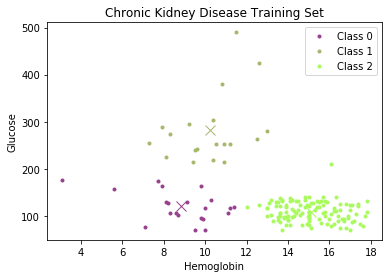 Chronic Kidney Disease Training Set
Class 0
Class 1
Class 2
Glucose
500
400
300
200
100
4 6 8 10 12 14 16 18
Hemoglobin